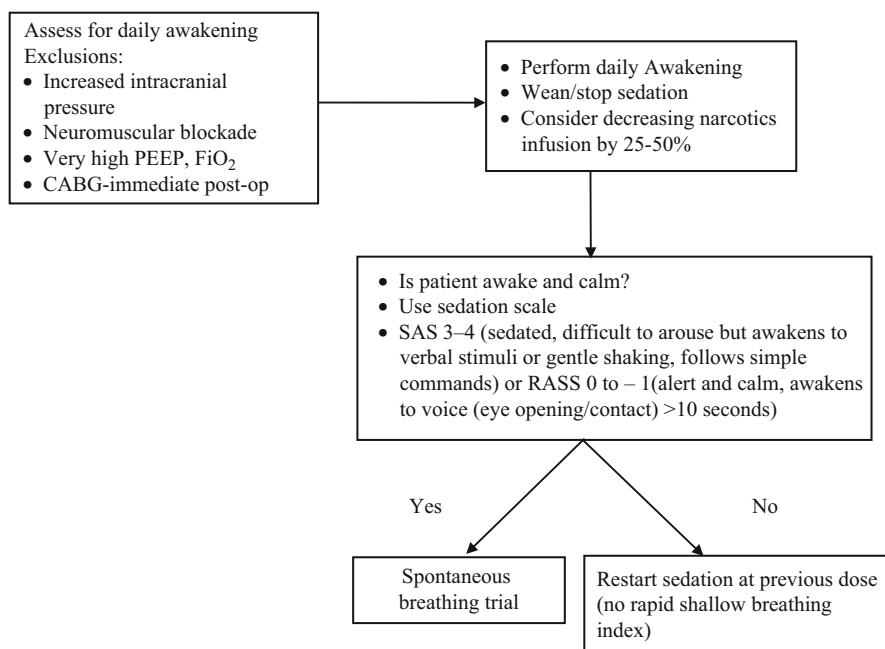 Assess for daily awakening
Exclusions:
• Increased intracranial
pressure
• Neuromuscular blockade
• Very high PEEP, FiO₂
• CABG-immediate post-op
• Perform daily Awakening
• Wean/stop sedation
• Consider decreasing narcotics
infusion by 25-50%
• Is patient awake and calm?
• Use sedation scale
• SAS 3–4 (sedated, difficult to arouse but awakens to
verbal stimuli or gentle shaking, follows simple
commands) or RASS 0 to – 1(alert and calm, awakens
to voice (eye opening/contact) >10 seconds)
Yes
No
Spontaneous
breathing trial
Restart sedation at previous dose
(no rapid shallow breathing
index)